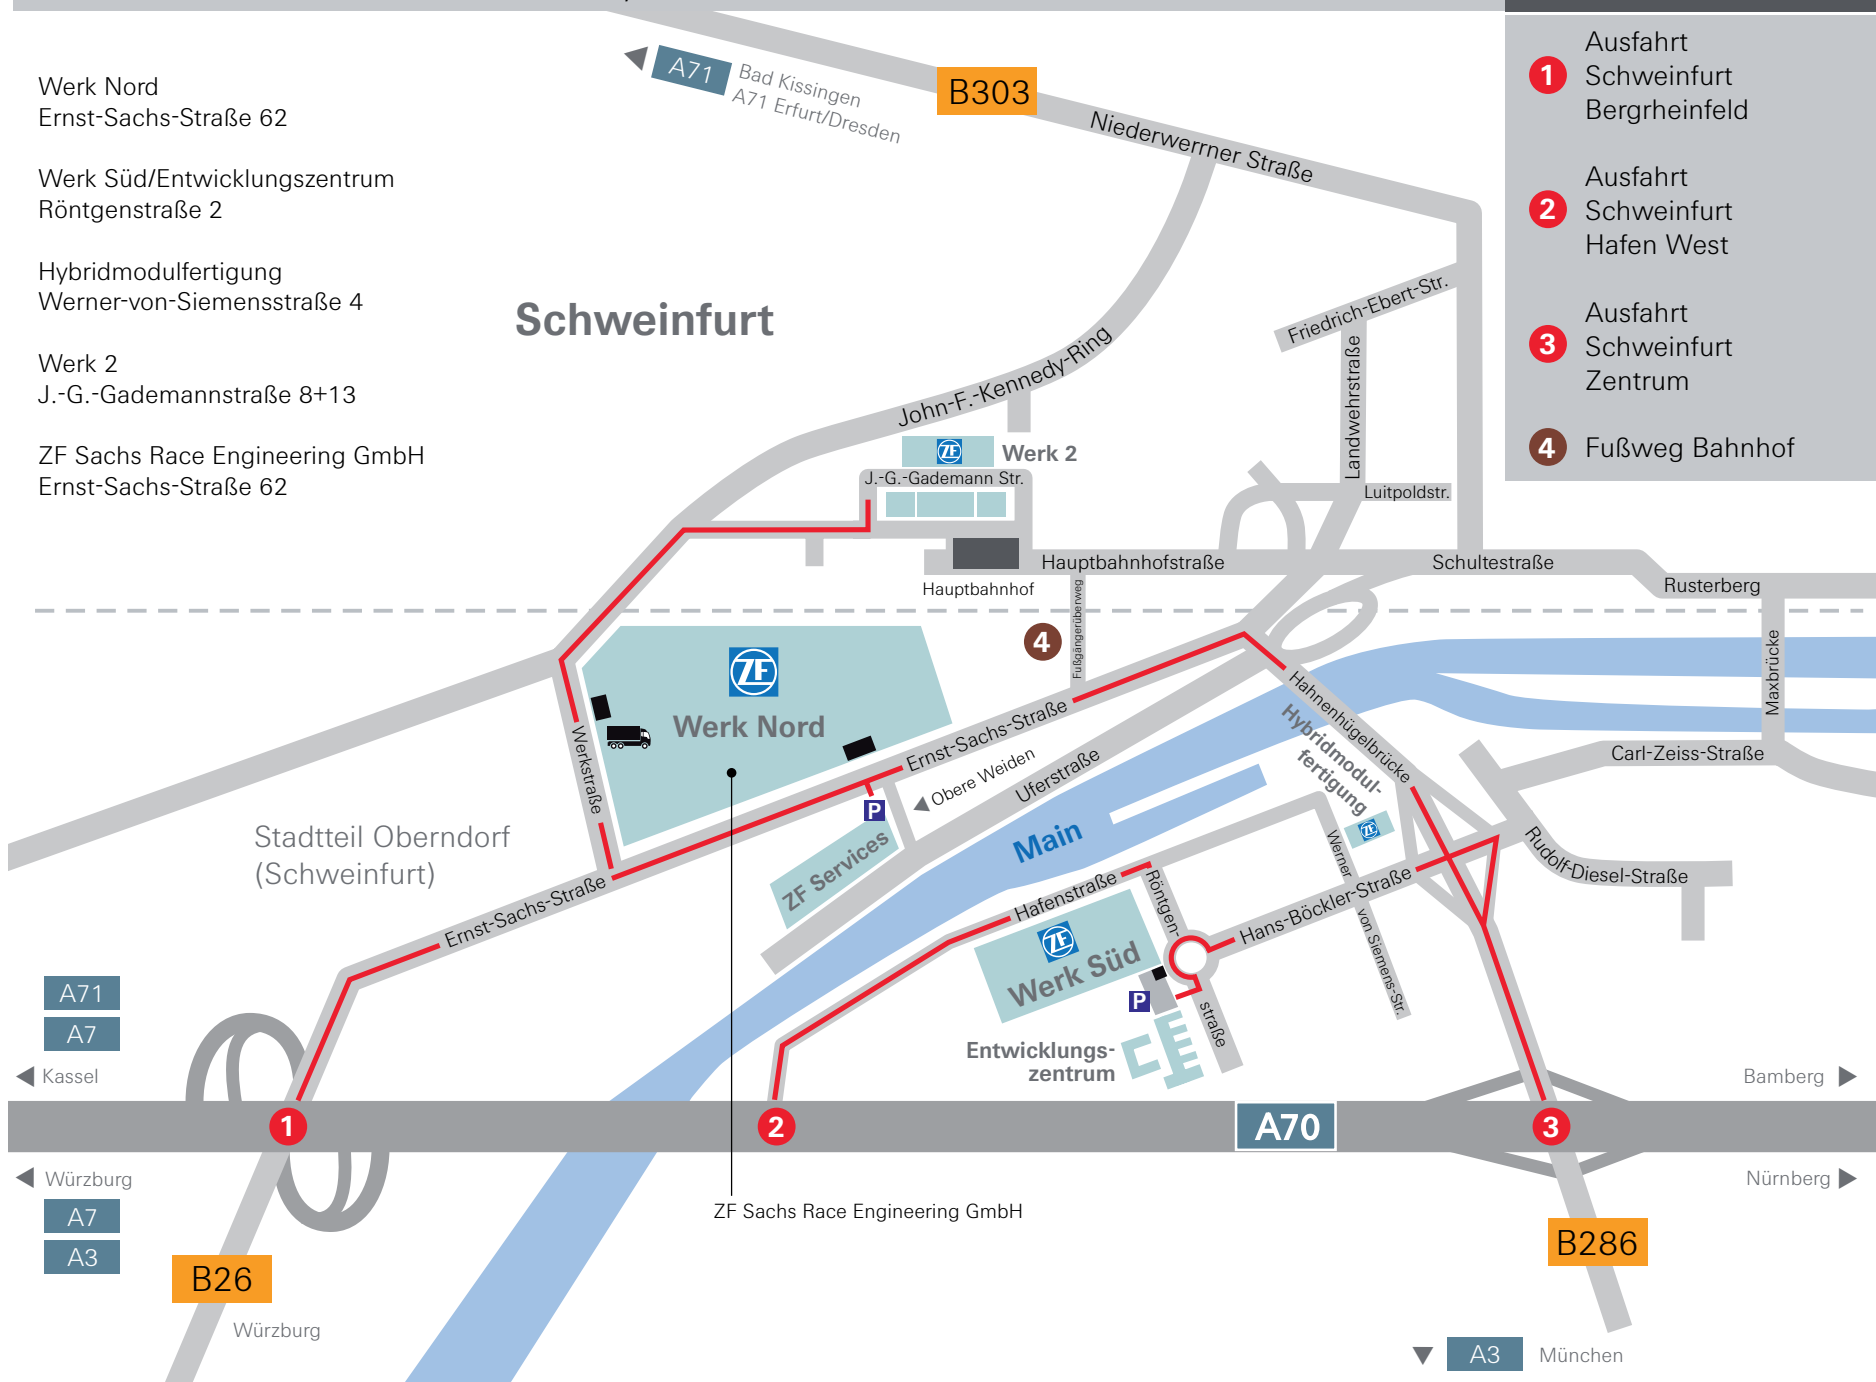 Werk Nord
Ernst-Sachs-Straße 62
Werk Süd/Entwicklungszentrum
Röntgenstraße 2
Hybridmodulfertigung
Werner-von-Siemensstraße 4
Werk 2
J.-G.-Gademannstraße 8+13
ZF Sachs Race Engineering GmbH
Ernst-Sachs-Straße 62
1
Ausfahrt
Schweinfurt
Bergrheinfeld
2
Ausfahrt
Schweinfurt
Hafen West
3
Ausfahrt
Schweinfurt
Zentrum
4
Fußweg Bahnhof
A71
Bad Kissingen
A71 Erfurt/Dresden
B303
Niederwerrner Straße
Schweinfurt
Friedrich-Ebert-Str.
Landwehrstraße
John-F.-Kennedy-Ring
ZF
Werk 2
J.-G.-Gademann Str.
Luitpoldstr.
Hauptbahnhofstraße
Schultestraße
Hauptbahnhof
Rusterberg
4
Fußgängerüberweg
Maxbrücke
ZF
Werk Nord
Werkstraße
Ernst-Sachs-Straße
Obere Weiden
Uferstraße
Hahnenhügelbrücke
Hybridmodul-
fertigung
ZF
Carl-Zeiss-Straße
P
ZF Services
Main
Stadtteil Oberndorf
(Schweinfurt)
Ernst-Sachs-Straße
Rudolf-Diesel-Straße
Werner
von Siemens-Str.
Hafenstraße
Röntgen-
straße
Hans-Böckler-Straße
ZF
Werk Süd
P
Entwicklungs-
zentrum
A71
A7
Kassel
Bamberg
1
2
A70
3
Würzburg
A7
A3
Nürnberg
ZF Sachs Race Engineering GmbH
B26
Würzburg
B286
A3
München